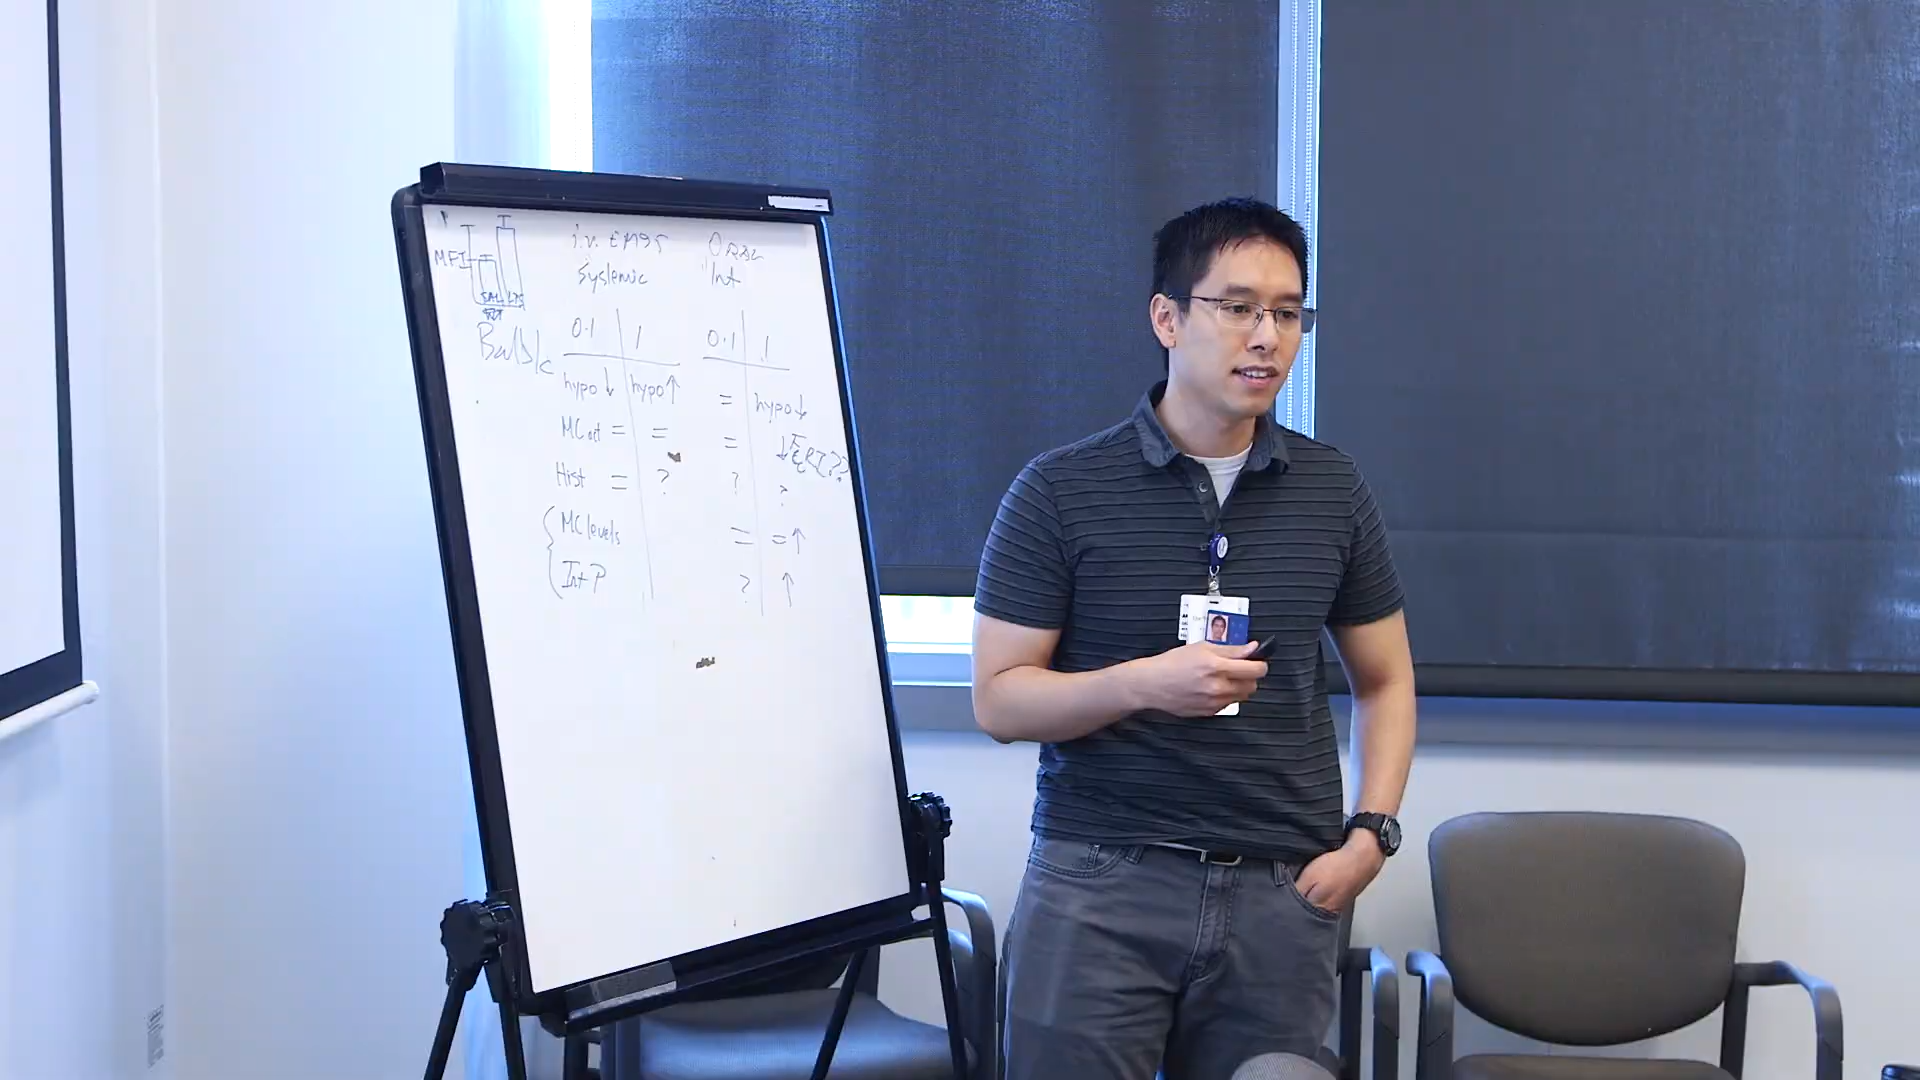 MFI
SAL LPS
i.v. Oral
Systemic Int
Balb/c 0.1 1 0.1 1
hypo↓ hypo↑ = hypo↓
MC act = = = ↓
Hist = ? ? ?
MC levels = =↑
Int P ? ↑